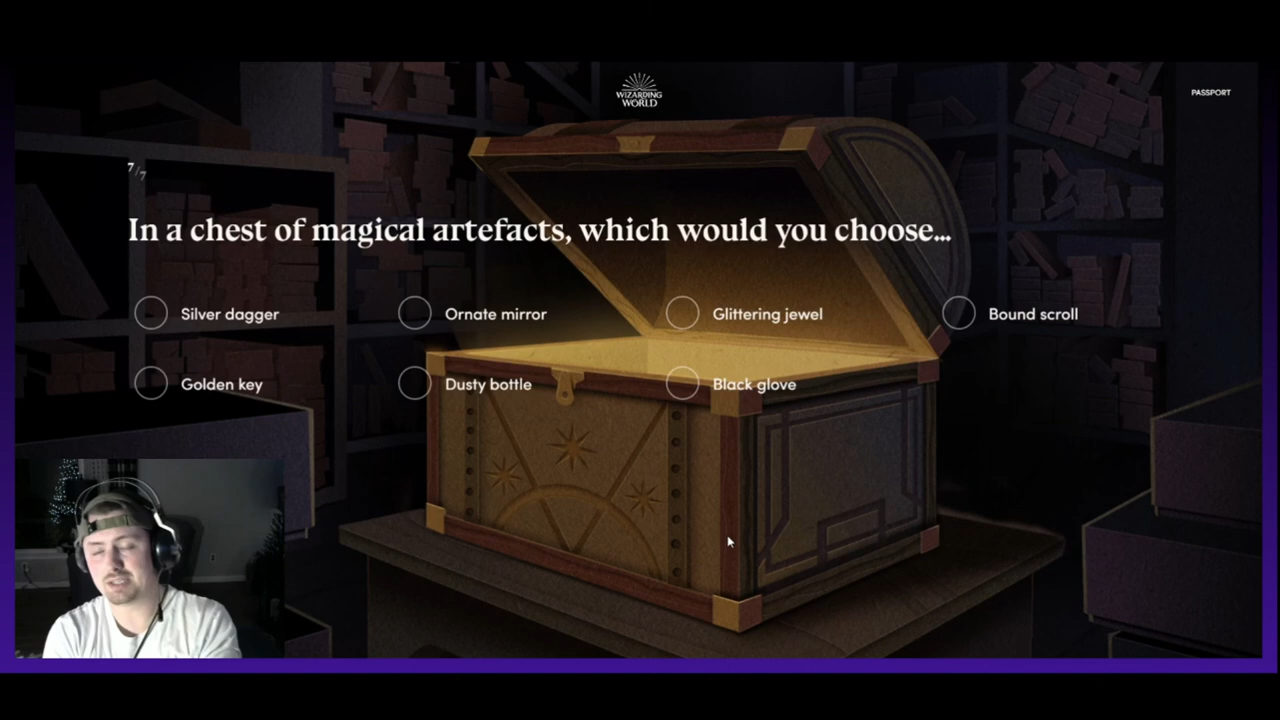 WIZARDING
WORLD
PASSPORT
7/7
In a chest of magical artefacts, which would you choose...
Silver dagger
Ornate mirror
Glittering jewel
Bound scroll
Golden key
Dusty bottle
Black glove